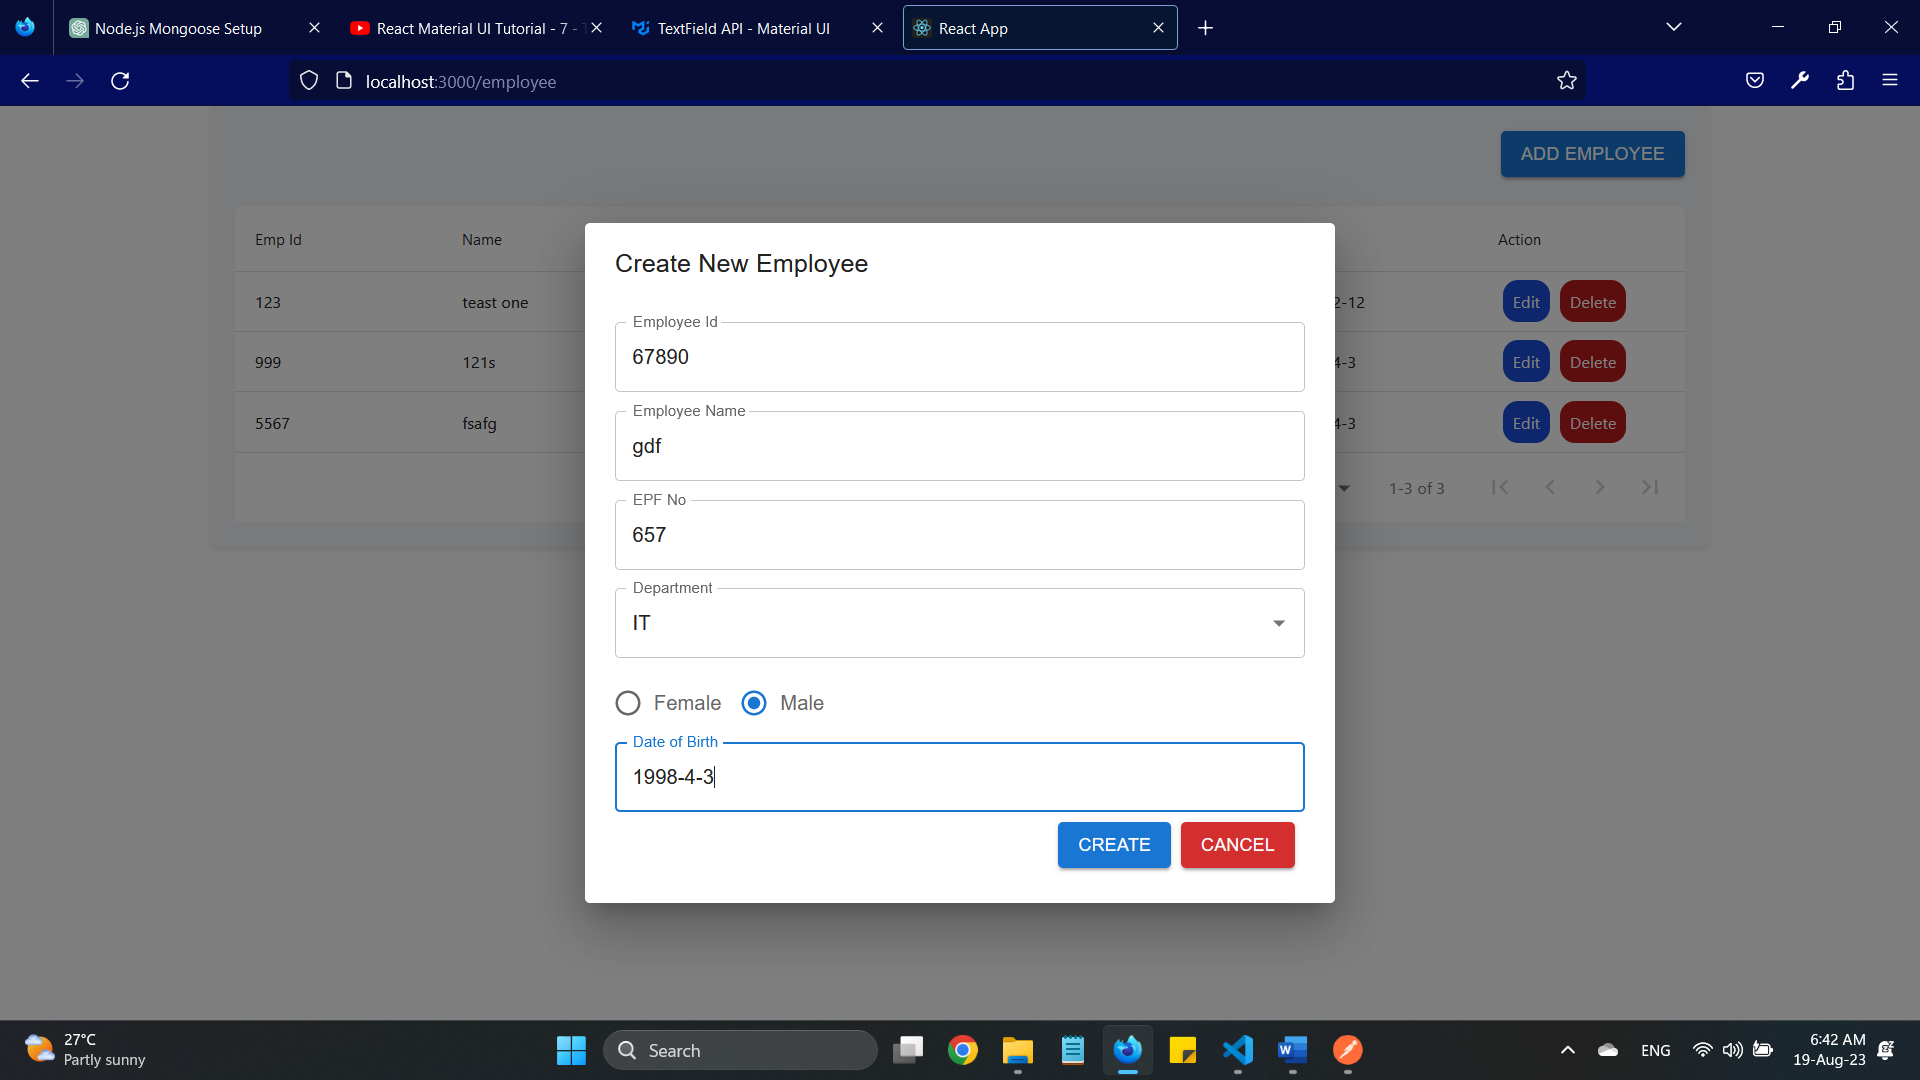 Node.js Mongoose Setup
React Material UI Tutorial - 7 -
TextField API - Material UI
React App
localhost:3000/employee
ADD EMPLOYEE
Emp Id Name Action
123 teast one 2-12 Edit Delete
999 121s 4-3 Edit Delete
5567 fsafg 4-3 Edit Delete
1-3 of 3
Create New Employee
Employee Id
67890
Employee Name
gdf
EPF No
657
Department
IT
Female Male
Date of Birth
1998-4-3
CREATE CANCEL
27°C
Partly sunny
Search
W
ENG
6:42 AM
19-Aug-23